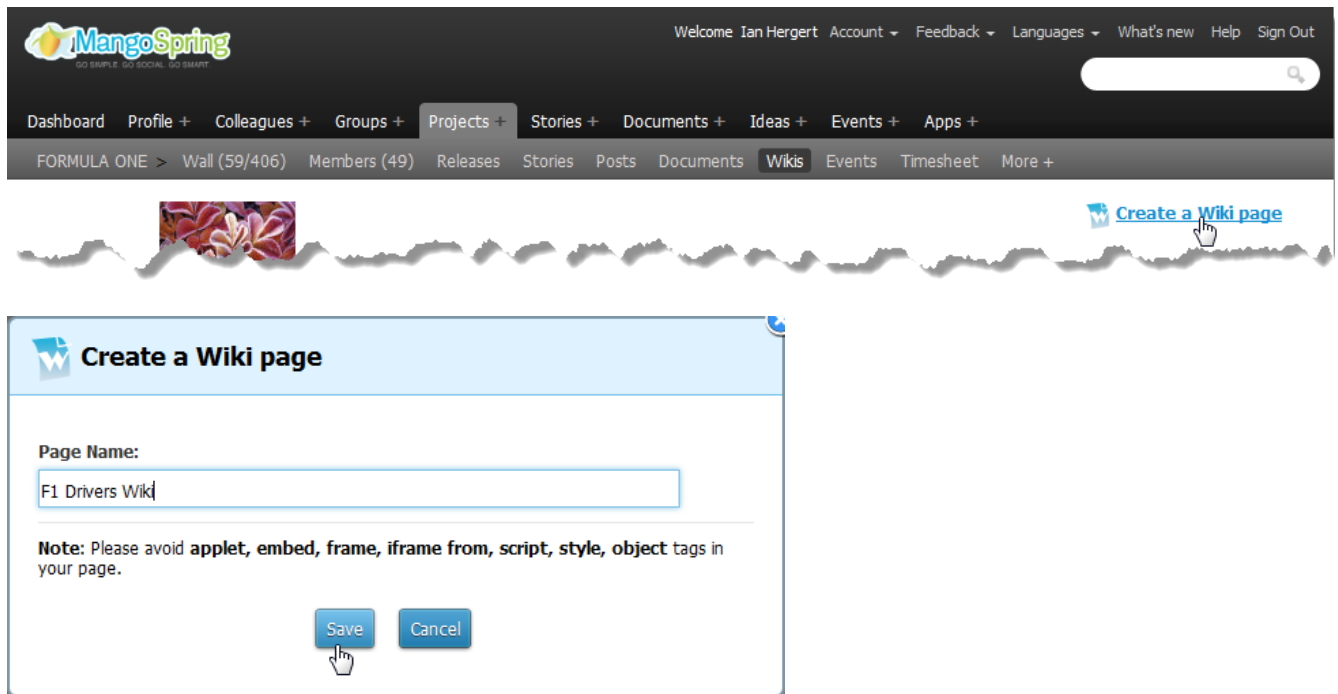 MangoSpring
GO SIMPLE. GO SOCIAL. GO SMART
Welcome Ian Hergert Account Feedback Languages What's new Help Sign Out
Dashboard Profile + Colleagues + Groups + Projects + Stories + Documents + Ideas + Events + Apps +
FORMULA ONE > Wall (59/406) Members (49) Releases Stories Posts Documents Wikis Events Timesheet More +
Create a Wiki page
W Create a Wiki page
Page Name:
F1 Drivers Wiki
Note: Please avoid applet, embed, frame, iframe from, script, style, object tags in
your page.
Save Cancel